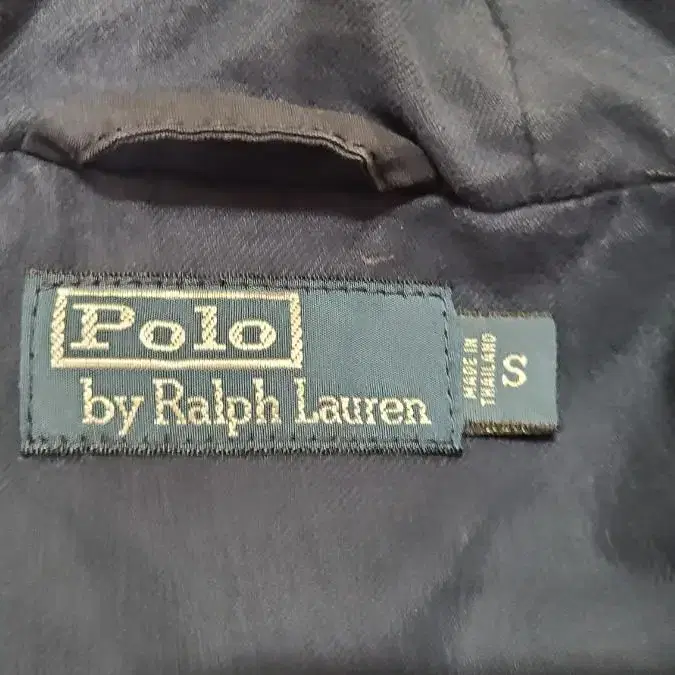 Polo
by Ralph Lauren
MADE IN
THAILAND
S